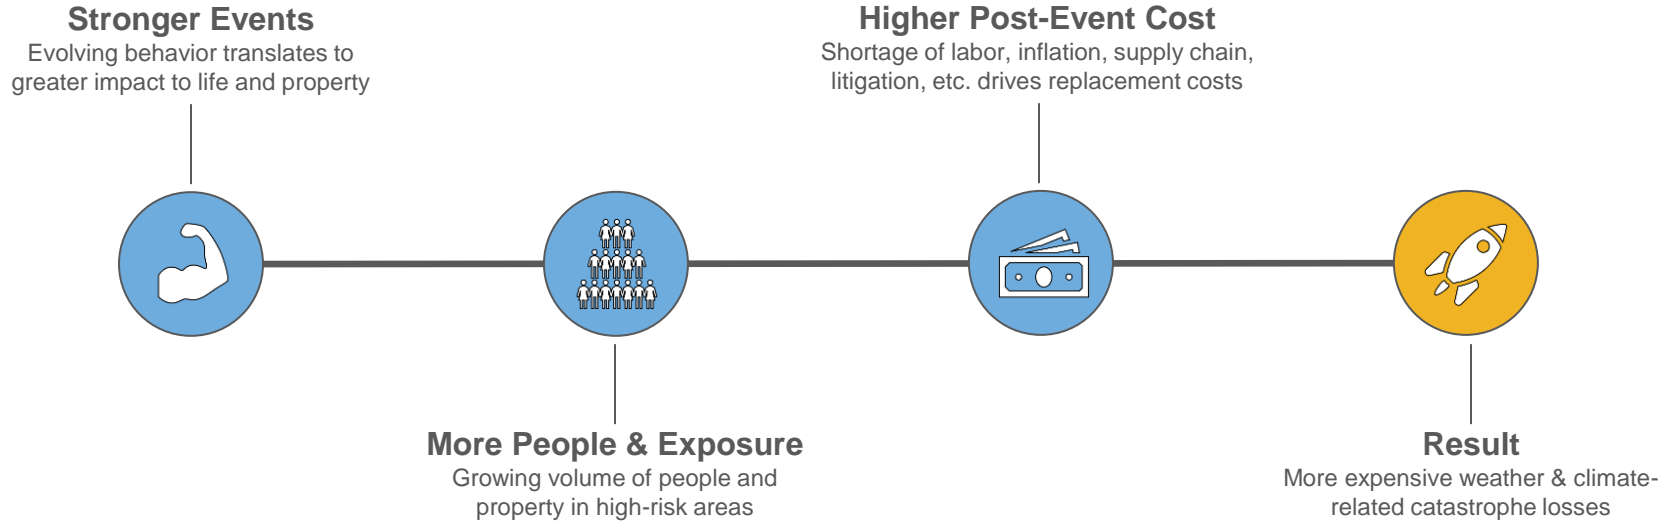 Stronger Events
Evolving behavior translates to
greater impact to life and property
More People & Exposure
Growing volume of people and
property in high-risk areas
Higher Post-Event Cost
Shortage of labor, inflation, supply chain,
litigation, etc. drives replacement costs
Result
More expensive weather & climate-
related catastrophe losses